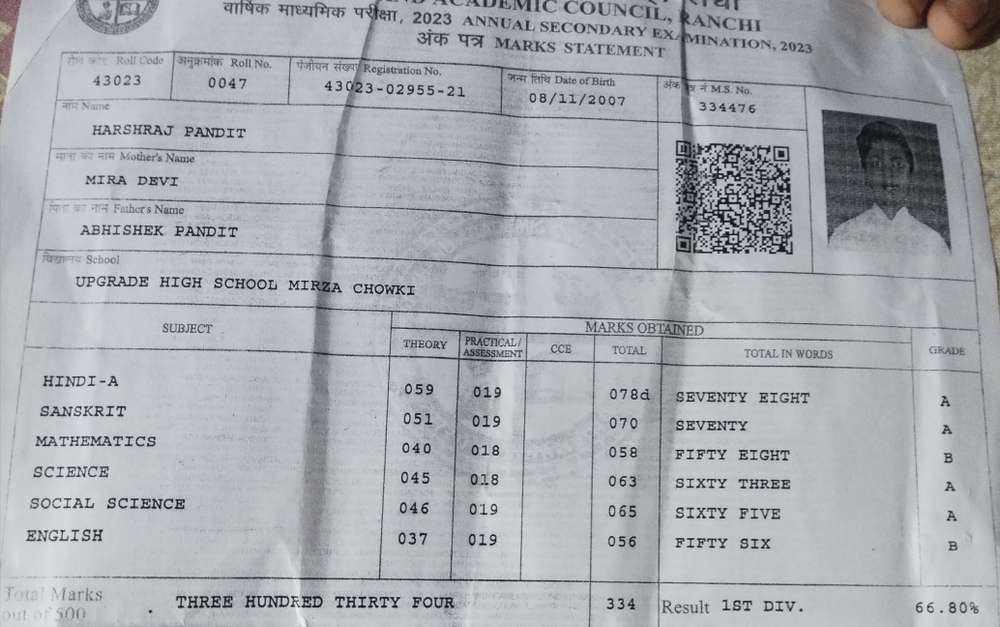 ACADEMIC COUNCIL, RANCHI
वार्षिक माध्यमिक परीक्षा, 2023 ANNUAL SECONDARY EXAMINATION, 2023
अंक पत्र MARKS STATEMENT
रोल कोड Roll Code अनुक्रमांक Roll No. पंजीयन संख्या Registration No. जन्म तिथि Date of Birth अंक पत्र नं M.S. No.
43023 0047 43023-02955-21 08/11/2007 334476
नाम Name
HARSHRAJ PANDIT
माता का नाम Mother's Name
MIRA DEVI
पिता का नाम Father's Name
ABHISHEK PANDIT
विद्यालय School
UPGRADE HIGH SCHOOL MIRZA CHOWKI
SUBJECT MARKS OBTAINED GRADE
THEORY PRACTICAL/ ASSESSMENT CCE TOTAL TOTAL IN WORDS
HINDI-A 059 019 078d SEVENTY EIGHT A
SANSKRIT 051 019 070 SEVENTY A
MATHEMATICS 040 018 058 FIFTY EIGHT B
SCIENCE 045 018 063 SIXTY THREE A
SOCIAL SCIENCE 046 019 065 SIXTY FIVE A
ENGLISH 037 019 056 FIFTY SIX B
Total Marks
out of 500 THREE HUNDRED THIRTY FOUR 334 Result 1ST DIV. 66.80%